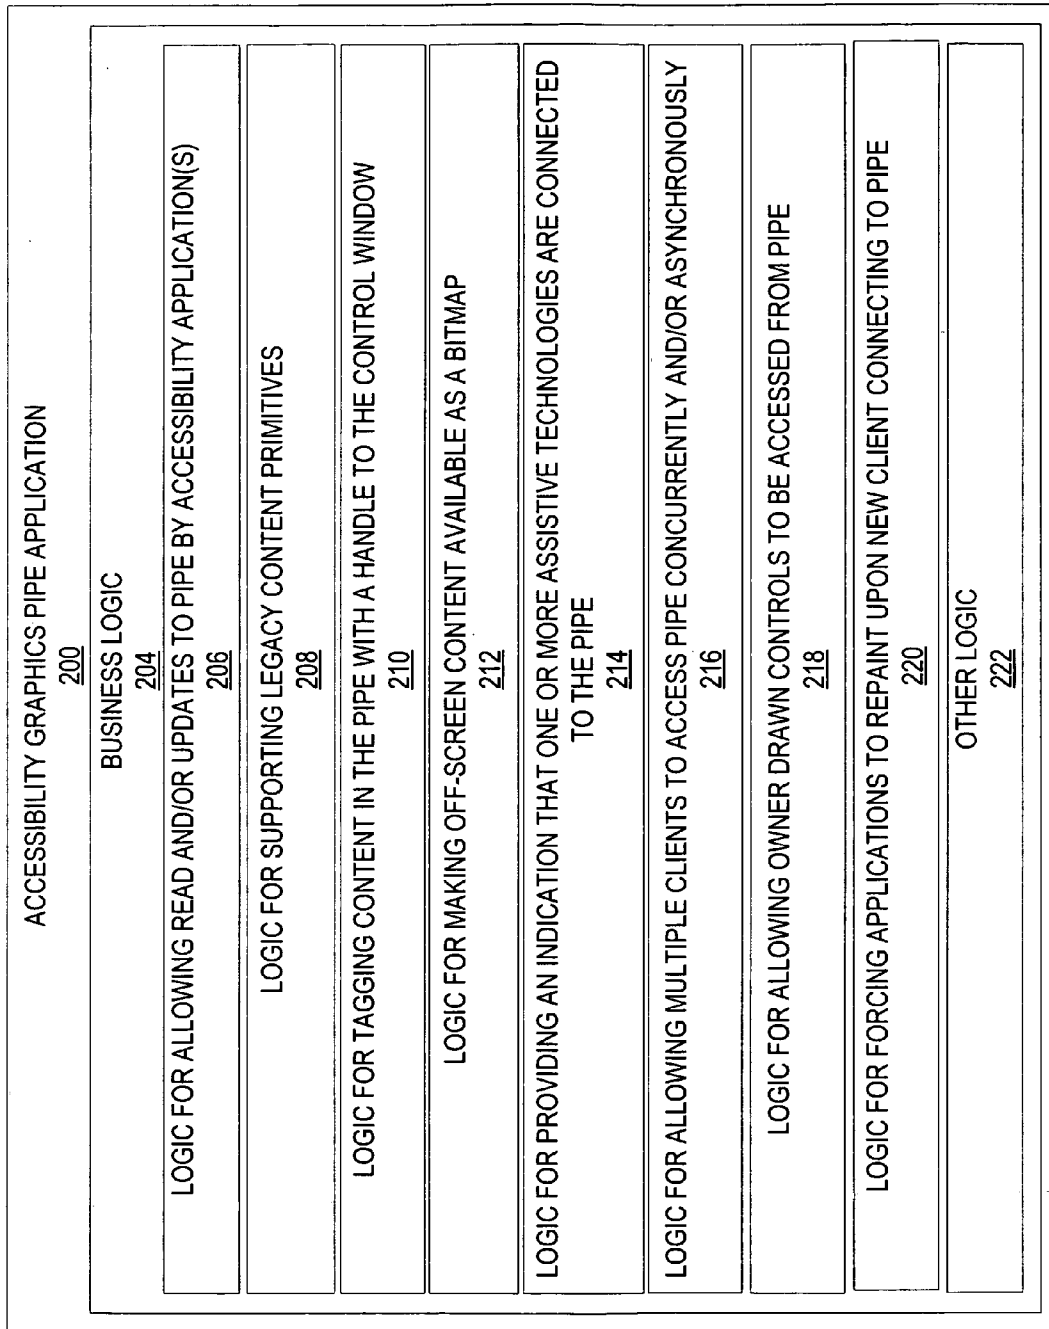 ACCESSIBILITY GRAPHICS PIPE APPLICATION
200
BUSINESS LOGIC
204
LOGIC FOR ALLOWING READ AND/OR UPDATES TO PIPE BY ACCESSIBILITY APPLICATION(S)
206
LOGIC FOR SUPPORTING LEGACY CONTENT PRIMITIVES
208
LOGIC FOR TAGGING CONTENT IN THE PIPE WITH A HANDLE TO THE CONTROL WINDOW
210
LOGIC FOR MAKING OFF-SCREEN CONTENT AVAILABLE AS A BITMAP
212
LOGIC FOR PROVIDING AN INDICATION THAT ONE OR MORE ASSISTIVE TECHNOLOGIES ARE CONNECTED
TO THE PIPE
214
LOGIC FOR ALLOWING MULTIPLE CLIENTS TO ACCESS PIPE CONCURRENTLY AND/OR ASYNCHRONOUSLY
216
LOGIC FOR ALLOWING OWNER DRAWN CONTROLS TO BE ACCESSED FROM PIPE
218
LOGIC FOR FORCING APPLICATIONS TO REPAINT UPON NEW CLIENT CONNECTING TO PIPE
220
OTHER LOGIC
222